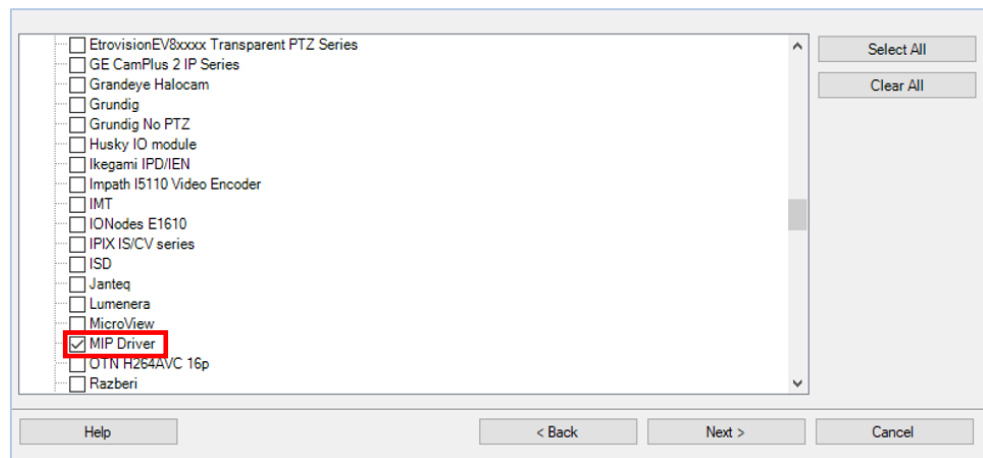 EtrovisionEV8xxxx Transparent PTZ Series
GE CamPlus 2 IP Series
Grandeye Halocam
Grundig
Grundig No PTZ
Husky IO module
Ikegami IPD/IEN
Impath I5110 Video Encoder
IMT
IONodes E1610
IPIX IS/CV series
ISD
Janteq
Lumenera
MicroView
MIP Driver
OTN H264AVC 16p
Razberi
Select All
Clear All
Help
< Back
Next >
Cancel